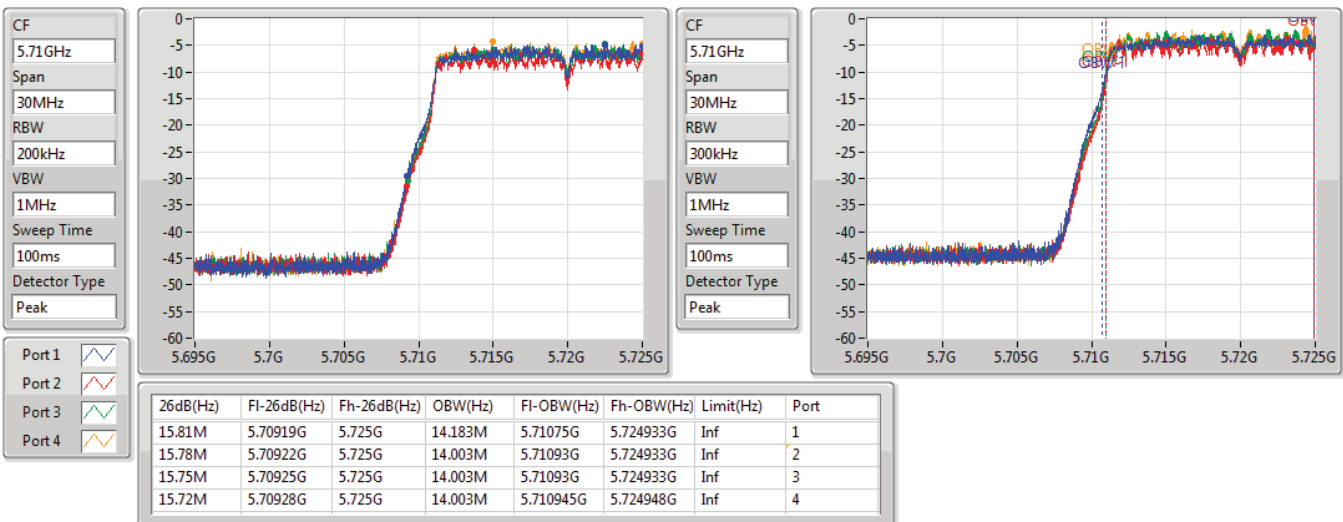 CF
5.71GHz
Span
30MHz
RBW
200kHz
VBW
1MHz
Sweep Time
100ms
Detector Type
Peak
0
-5
-10
-15
-20
-25
-30
-35
-40
-45
-50
-55
-60
5.695G 5.7G 5.705G 5.71G 5.715G 5.72G 5.725G
CF
5.71GHz
Span
30MHz
RBW
300kHz
VBW
1MHz
Sweep Time
100ms
Detector Type
Peak
0
-5
-10
-15
-20
-25
-30
-35
-40
-45
-50
-55
-60
5.695G 5.7G 5.705G 5.71G 5.715G 5.72G 5.725G
Port 1
Port 2
Port 3
Port 4
26dB(Hz) Fl-26dB(Hz) Fh-26dB(Hz) OBW(Hz) Fl-OBW(Hz) Fh-OBW(Hz) Limit(Hz) Port
15.81M 5.70919G 5.725G 14.183M 5.71075G 5.724933G Inf 1
15.78M 5.70922G 5.725G 14.003M 5.71093G 5.724933G Inf 2
15.75M 5.70925G 5.725G 14.003M 5.71093G 5.724933G Inf 3
15.72M 5.70928G 5.725G 14.003M 5.710945G 5.724948G Inf 4